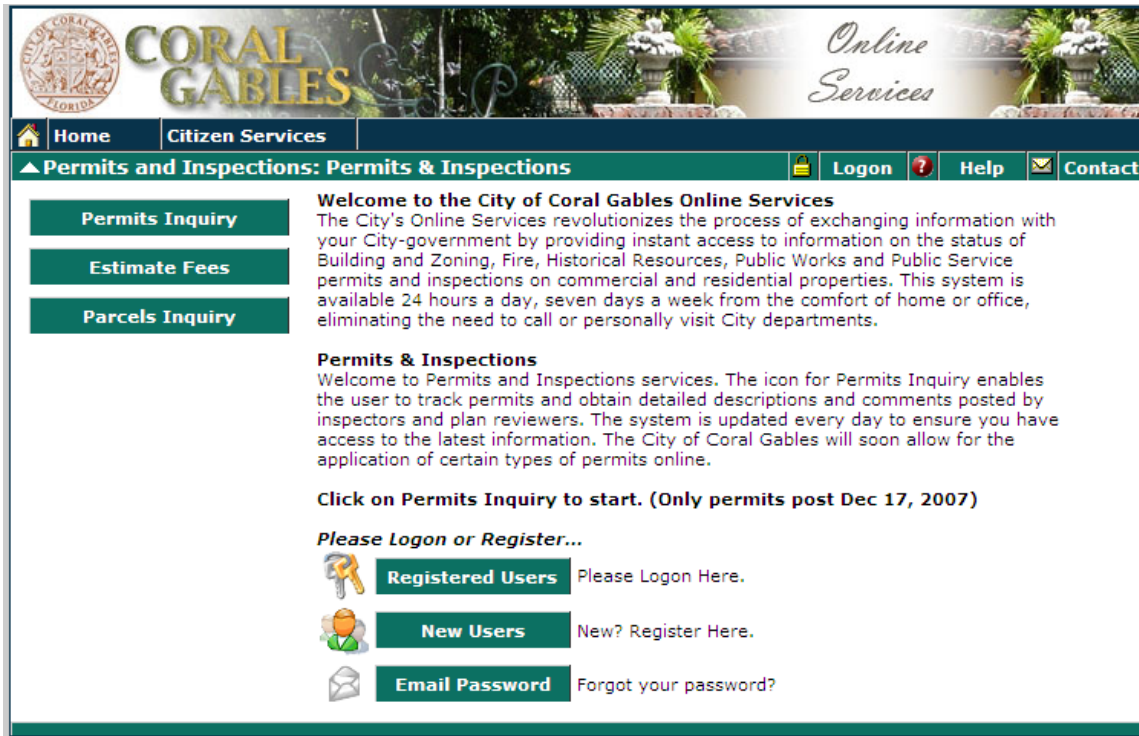 CITY OF CORAL GABLES
FLORIDA
CORAL
GABLES
Online
Services
Home Citizen Services
Permits and Inspections: Permits & Inspections Logon ? Help Contact
Permits Inquiry
Estimate Fees
Parcels Inquiry
Welcome to the City of Coral Gables Online Services
The City's Online Services revolutionizes the process of exchanging information with
your City-government by providing instant access to information on the status of
Building and Zoning, Fire, Historical Resources, Public Works and Public Service
permits and inspections on commercial and residential properties. This system is
available 24 hours a day, seven days a week from the comfort of home or office,
eliminating the need to call or personally visit City departments.
Permits & Inspections
Welcome to Permits and Inspections services. The icon for Permits Inquiry enables
the user to track permits and obtain detailed descriptions and comments posted by
inspectors and plan reviewers. The system is updated every day to ensure you have
access to the latest information. The City of Coral Gables will soon allow for the
application of certain types of permits online.
Click on Permits Inquiry to start. (Only permits post Dec 17, 2007)
Please Logon or Register...
Registered Users Please Logon Here.
New Users New? Register Here.
Email Password Forgot your password?